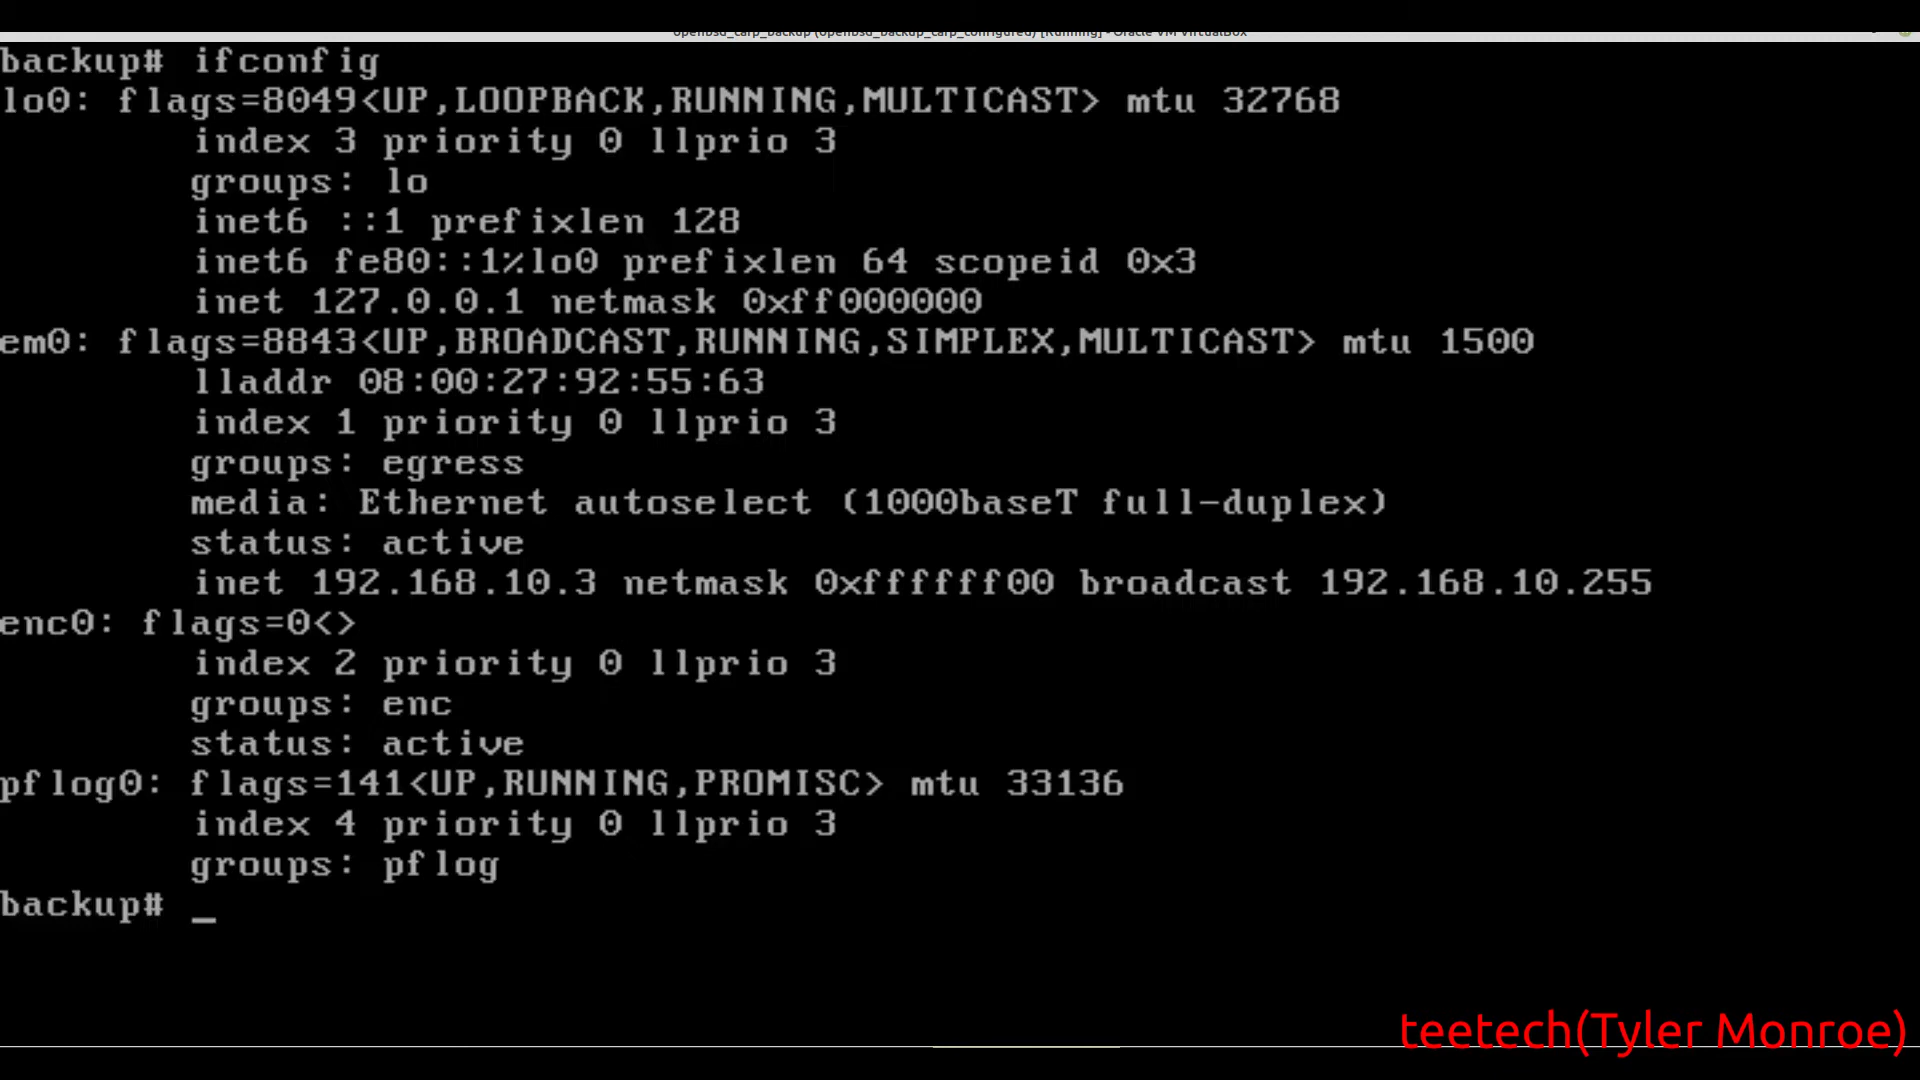 openbsd_carp_backup (openbsd_backup_carp_configured) [Running] - Oracle VM VirtualBox
backup# ifconfig
lo0: flags=8049<UP,LOOPBACK,RUNNING,MULTICAST> mtu 32768
index 3 priority 0 llprio 3
groups: lo
inet6 ::1 prefixlen 128
inet6 fe80::1%lo0 prefixlen 64 scopeid 0x3
inet 127.0.0.1 netmask 0xff000000
em0: flags=8843<UP,BROADCAST,RUNNING,SIMPLEX,MULTICAST> mtu 1500
lladdr 08:00:27:92:55:63
index 1 priority 0 llprio 3
groups: egress
media: Ethernet autoselect (1000baseT full-duplex)
status: active
inet 192.168.10.3 netmask 0xffffff00 broadcast 192.168.10.255
enc0: flags=0<>
index 2 priority 0 llprio 3
groups: enc
status: active
pflog0: flags=141<UP,RUNNING,PROMISC> mtu 33136
index 4 priority 0 llprio 3
groups: pflog
backup# _
teetech(Tyler Monroe)